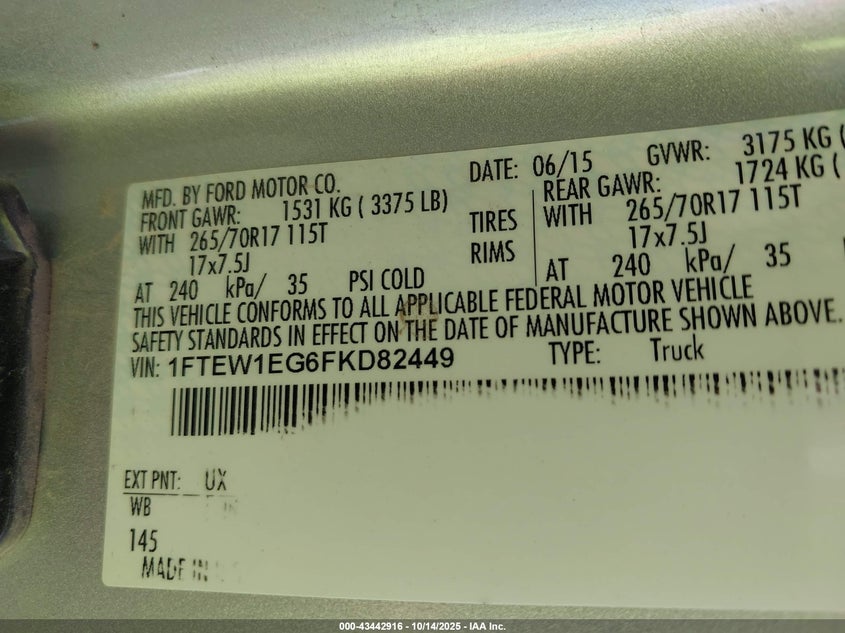 MFD. BY FORD MOTOR CO. DATE: 06/15 GVWR: 3175 KG (
FRONT GAWR: 1531 KG ( 3375 LB) REAR GAWR: 1724 KG (
WITH 265/70R17 115T TIRES WITH 265/70R17 115T
17x7.5J RIMS 17x7.5J
AT 240 kPa/ 35 PSI COLD AT 240 kPa/ 35
THIS VEHICLE CONFORMS TO ALL APPLICABLE FEDERAL MOTOR VEHICLE
SAFETY STANDARDS IN EFFECT ON THE DATE OF MANUFACTURE SHOWN ABOVE.
VIN: 1FTEW1EG6FKD82449 TYPE: Truck
EXT PNT: UX
WB
145
MADE IN
000-43442916 - 10/14/2025 - IAA Inc.